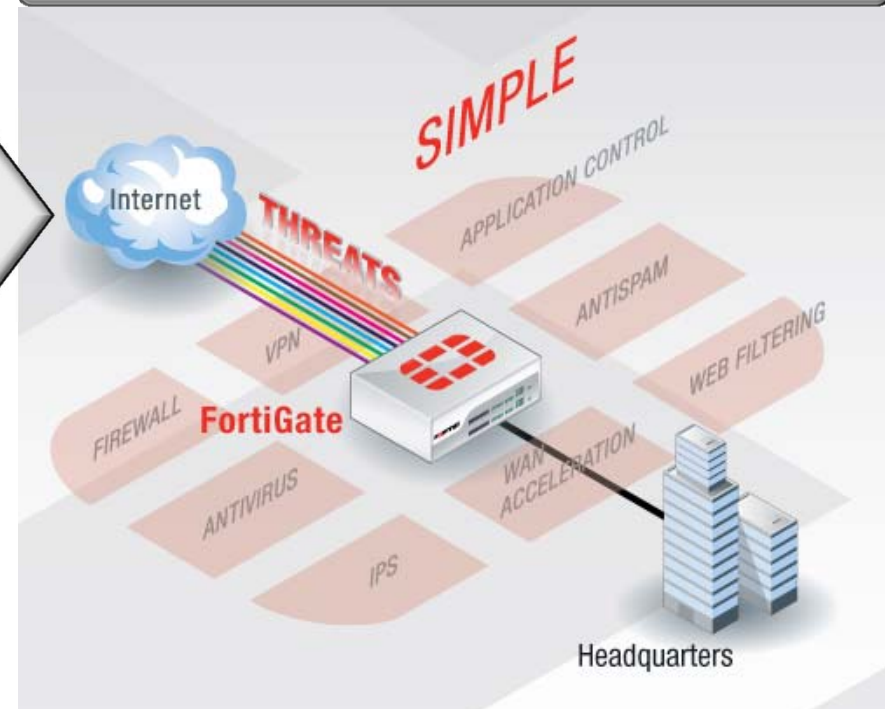 SIMPLE
APPLICATION CONTROL
Internet
THREATS
ANTISPAM
VPN
WEB FILTERING
FortiGate
FIREWALL
WAN
ACCELERATION
ANTIVIRUS
IPS
Headquarters